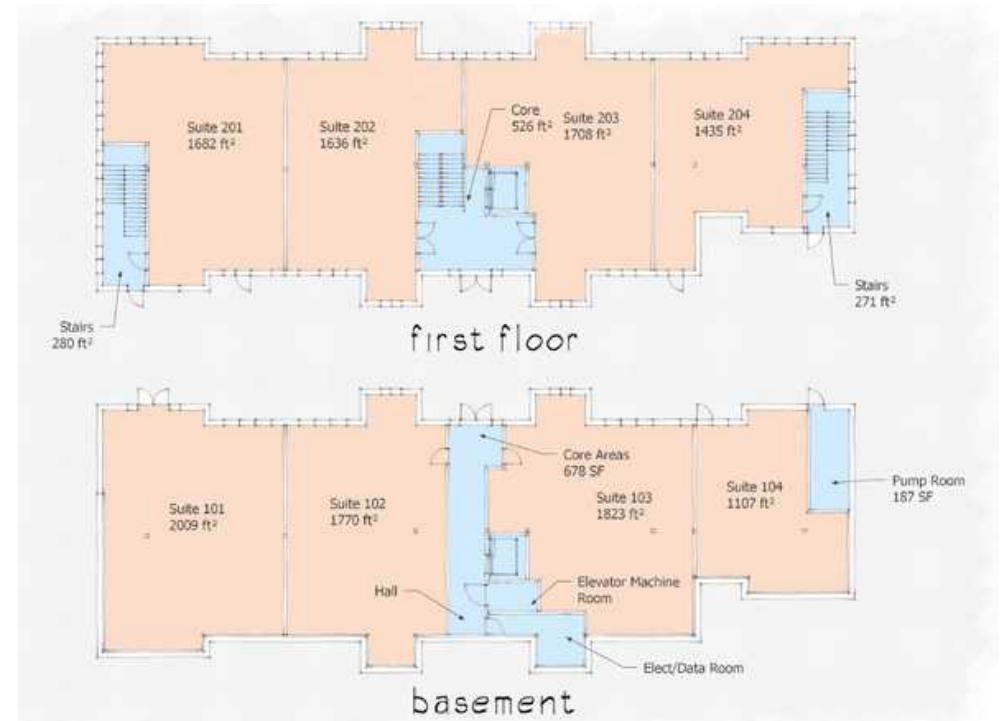 Core
526 ft²
Suite 201
1682 ft²
Suite 202
1636 ft²
Suite 203
1708 ft²
Suite 204
1435 ft²
Stairs
280 ft²
Stairs
271 ft²
first floor
Core Areas
678 SF
Suite 101
2009 ft²
Suite 102
1770 ft²
Suite 103
1823 ft²
Suite 104
1107 ft²
Pump Room
187 SF
Hall
Elevator Machine
Room
Elect/Data Room
basement